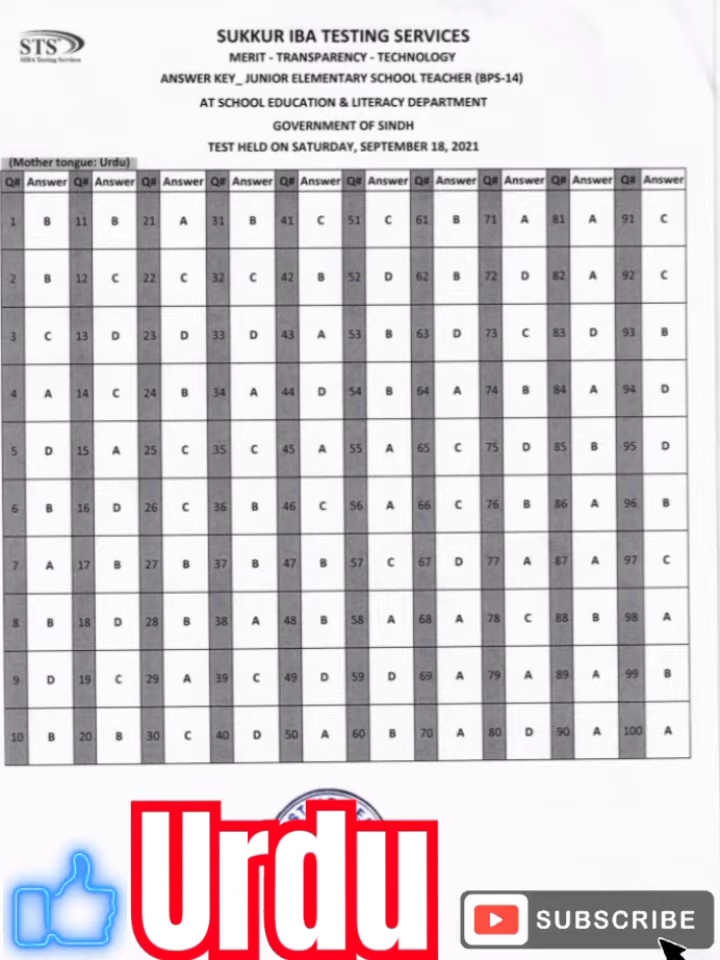 STS
SIBA Testing Services
SUKKUR IBA TESTING SERVICES
MERIT - TRANSPARENCY - TECHNOLOGY
ANSWER KEY_ JUNIOR ELEMENTARY SCHOOL TEACHER (BPS-14)
AT SCHOOL EDUCATION & LITERACY DEPARTMENT
GOVERNMENT OF SINDH
TEST HELD ON SATURDAY, SEPTEMBER 18, 2021
(Mother tongue: Urdu)
Q# Answer Q# Answer Q# Answer Q# Answer Q# Answer Q# Answer Q# Answer Q# Answer Q# Answer Q# Answer
1 B 11 B 21 A 31 B 41 C 51 C 61 B 71 A 81 A 91 C
2 B 12 C 22 C 32 C 42 B 52 D 62 B 72 D 82 A 92 C
3 C 13 D 23 D 33 D 43 A 53 B 63 D 73 C 83 D 93 B
4 A 14 C 24 B 34 A 44 D 54 B 64 A 74 B 84 A 94 D
5 D 15 A 25 C 35 C 45 A 55 A 65 C 75 D 85 B 95 D
6 B 16 D 26 C 36 B 46 C 56 A 66 C 76 B 86 A 96 B
7 A 17 B 27 B 37 B 47 B 57 C 67 D 77 A 87 A 97 C
8 B 18 D 28 B 38 A 48 B 58 A 68 A 78 C 88 B 98 A
9 D 19 C 29 A 39 C 49 D 59 D 69 A 79 A 89 A 99 B
10 B 20 B 30 C 40 D 50 A 60 B 70 A 80 D 90 A 100 A
Urdu
SUBSCRIBE